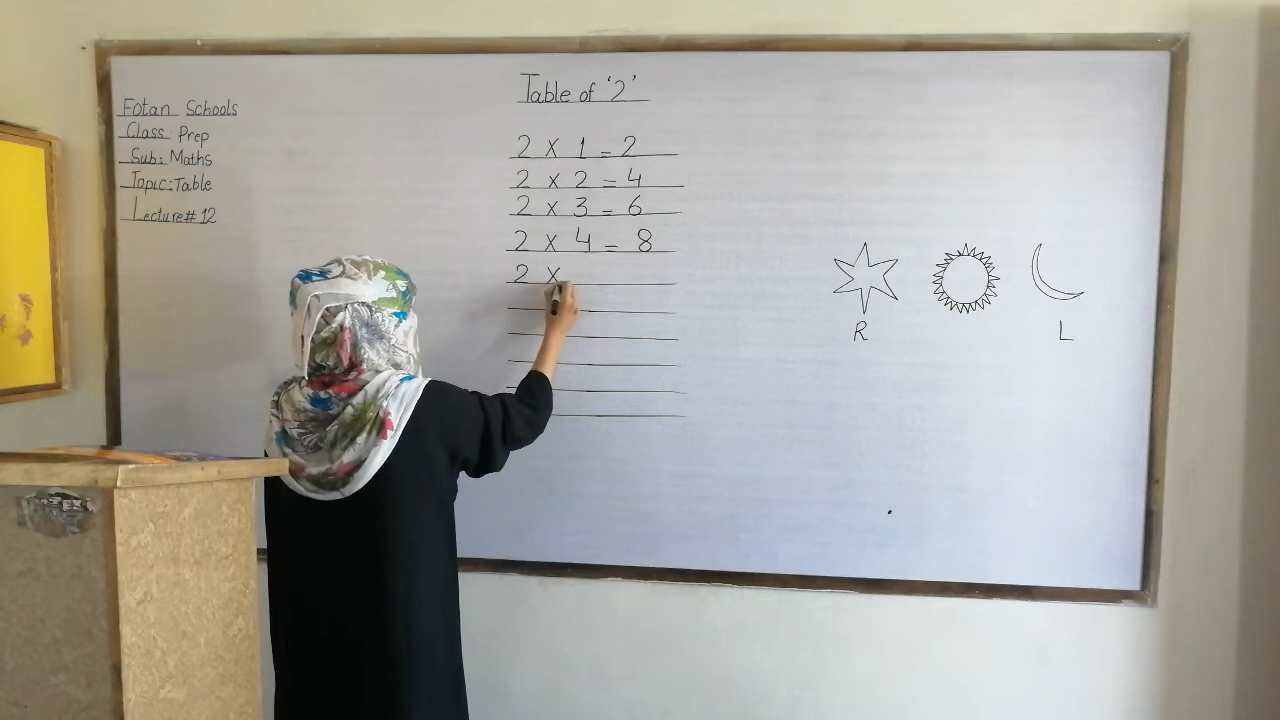 Fotan Schools
Class: Prep
Sub: Maths
Topic: Table
Lecture# 12
Table of '2'
2 × 1 = 2
2 × 2 = 4
2 × 3 = 6
2 × 4 = 8
2 ×
R L